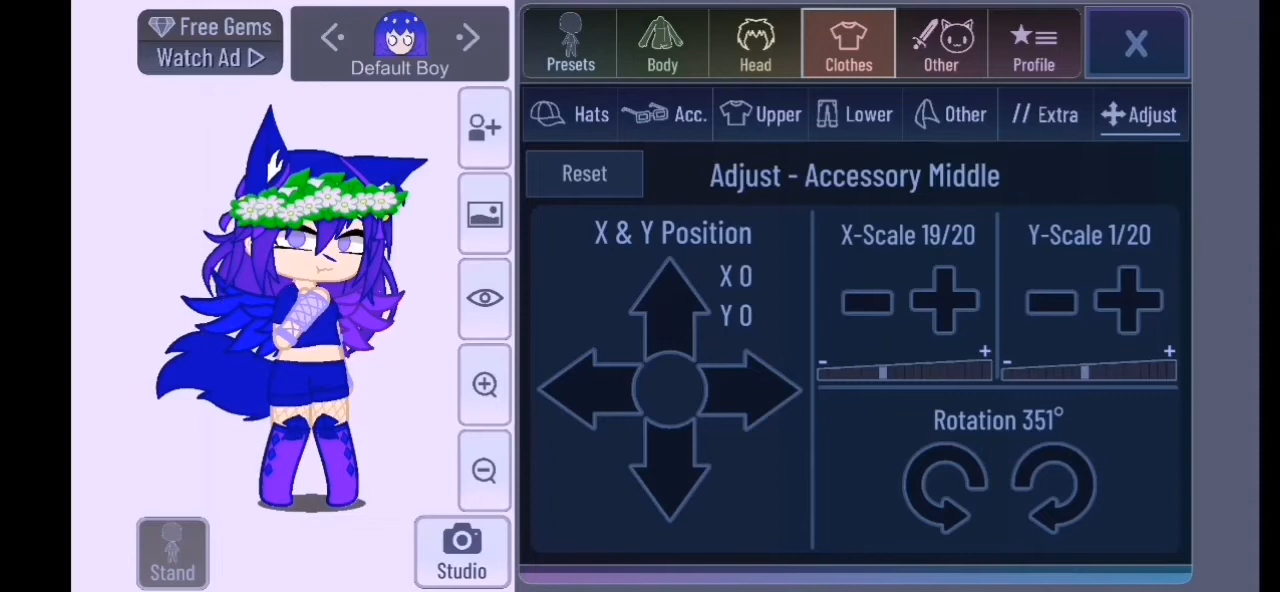 Free Gems
Watch Ad
Default Boy
Presets
Body
Head
Clothes
Other
Profile
X
Hats
Acc.
Upper
Lower
Other
Extra
Adjust
Reset
Adjust - Accessory Middle
X & Y Position
X 0
Y 0
X-Scale 19/20
Y-Scale 1/20
- +
- +
Rotation 351°
Stand
Studio